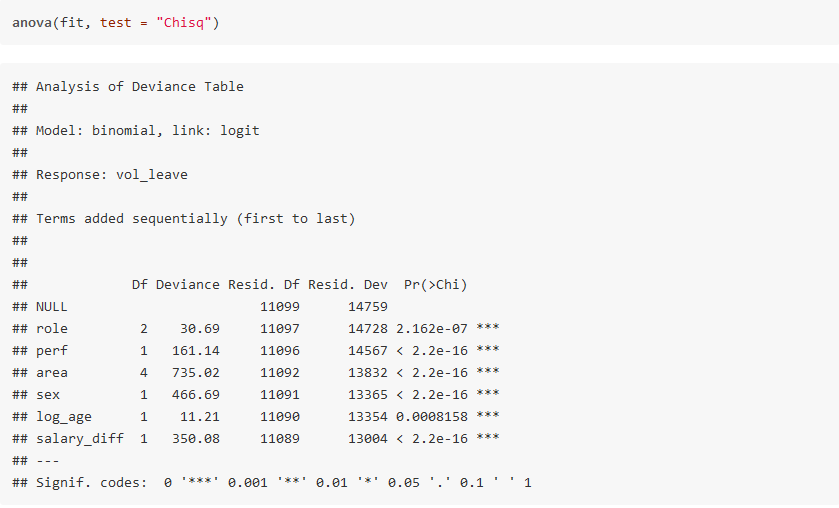 anova(fit, test = "Chisq")
## Analysis of Deviance Table
##
## Model: binomial, link: logit
##
## Response: vol_leave
##
## Terms added sequentially (first to last)
##
##
##             Df Deviance Resid. Df Resid. Dev  Pr(>Chi)
## NULL                        11099      14759
## role         2    30.69     11097      14728 2.162e-07 ***
## perf         1   161.14     11096      14567 < 2.2e-16 ***
## area         4   735.02     11092      13832 < 2.2e-16 ***
## sex          1   466.69     11091      13365 < 2.2e-16 ***
## log_age      1    11.21     11090      13354 0.0008158 ***
## salary_diff  1   350.08     11089      13004 < 2.2e-16 ***
## ---
## Signif. codes:  0 '***' 0.001 '**' 0.01 '*' 0.05 '.' 0.1 ' ' 1